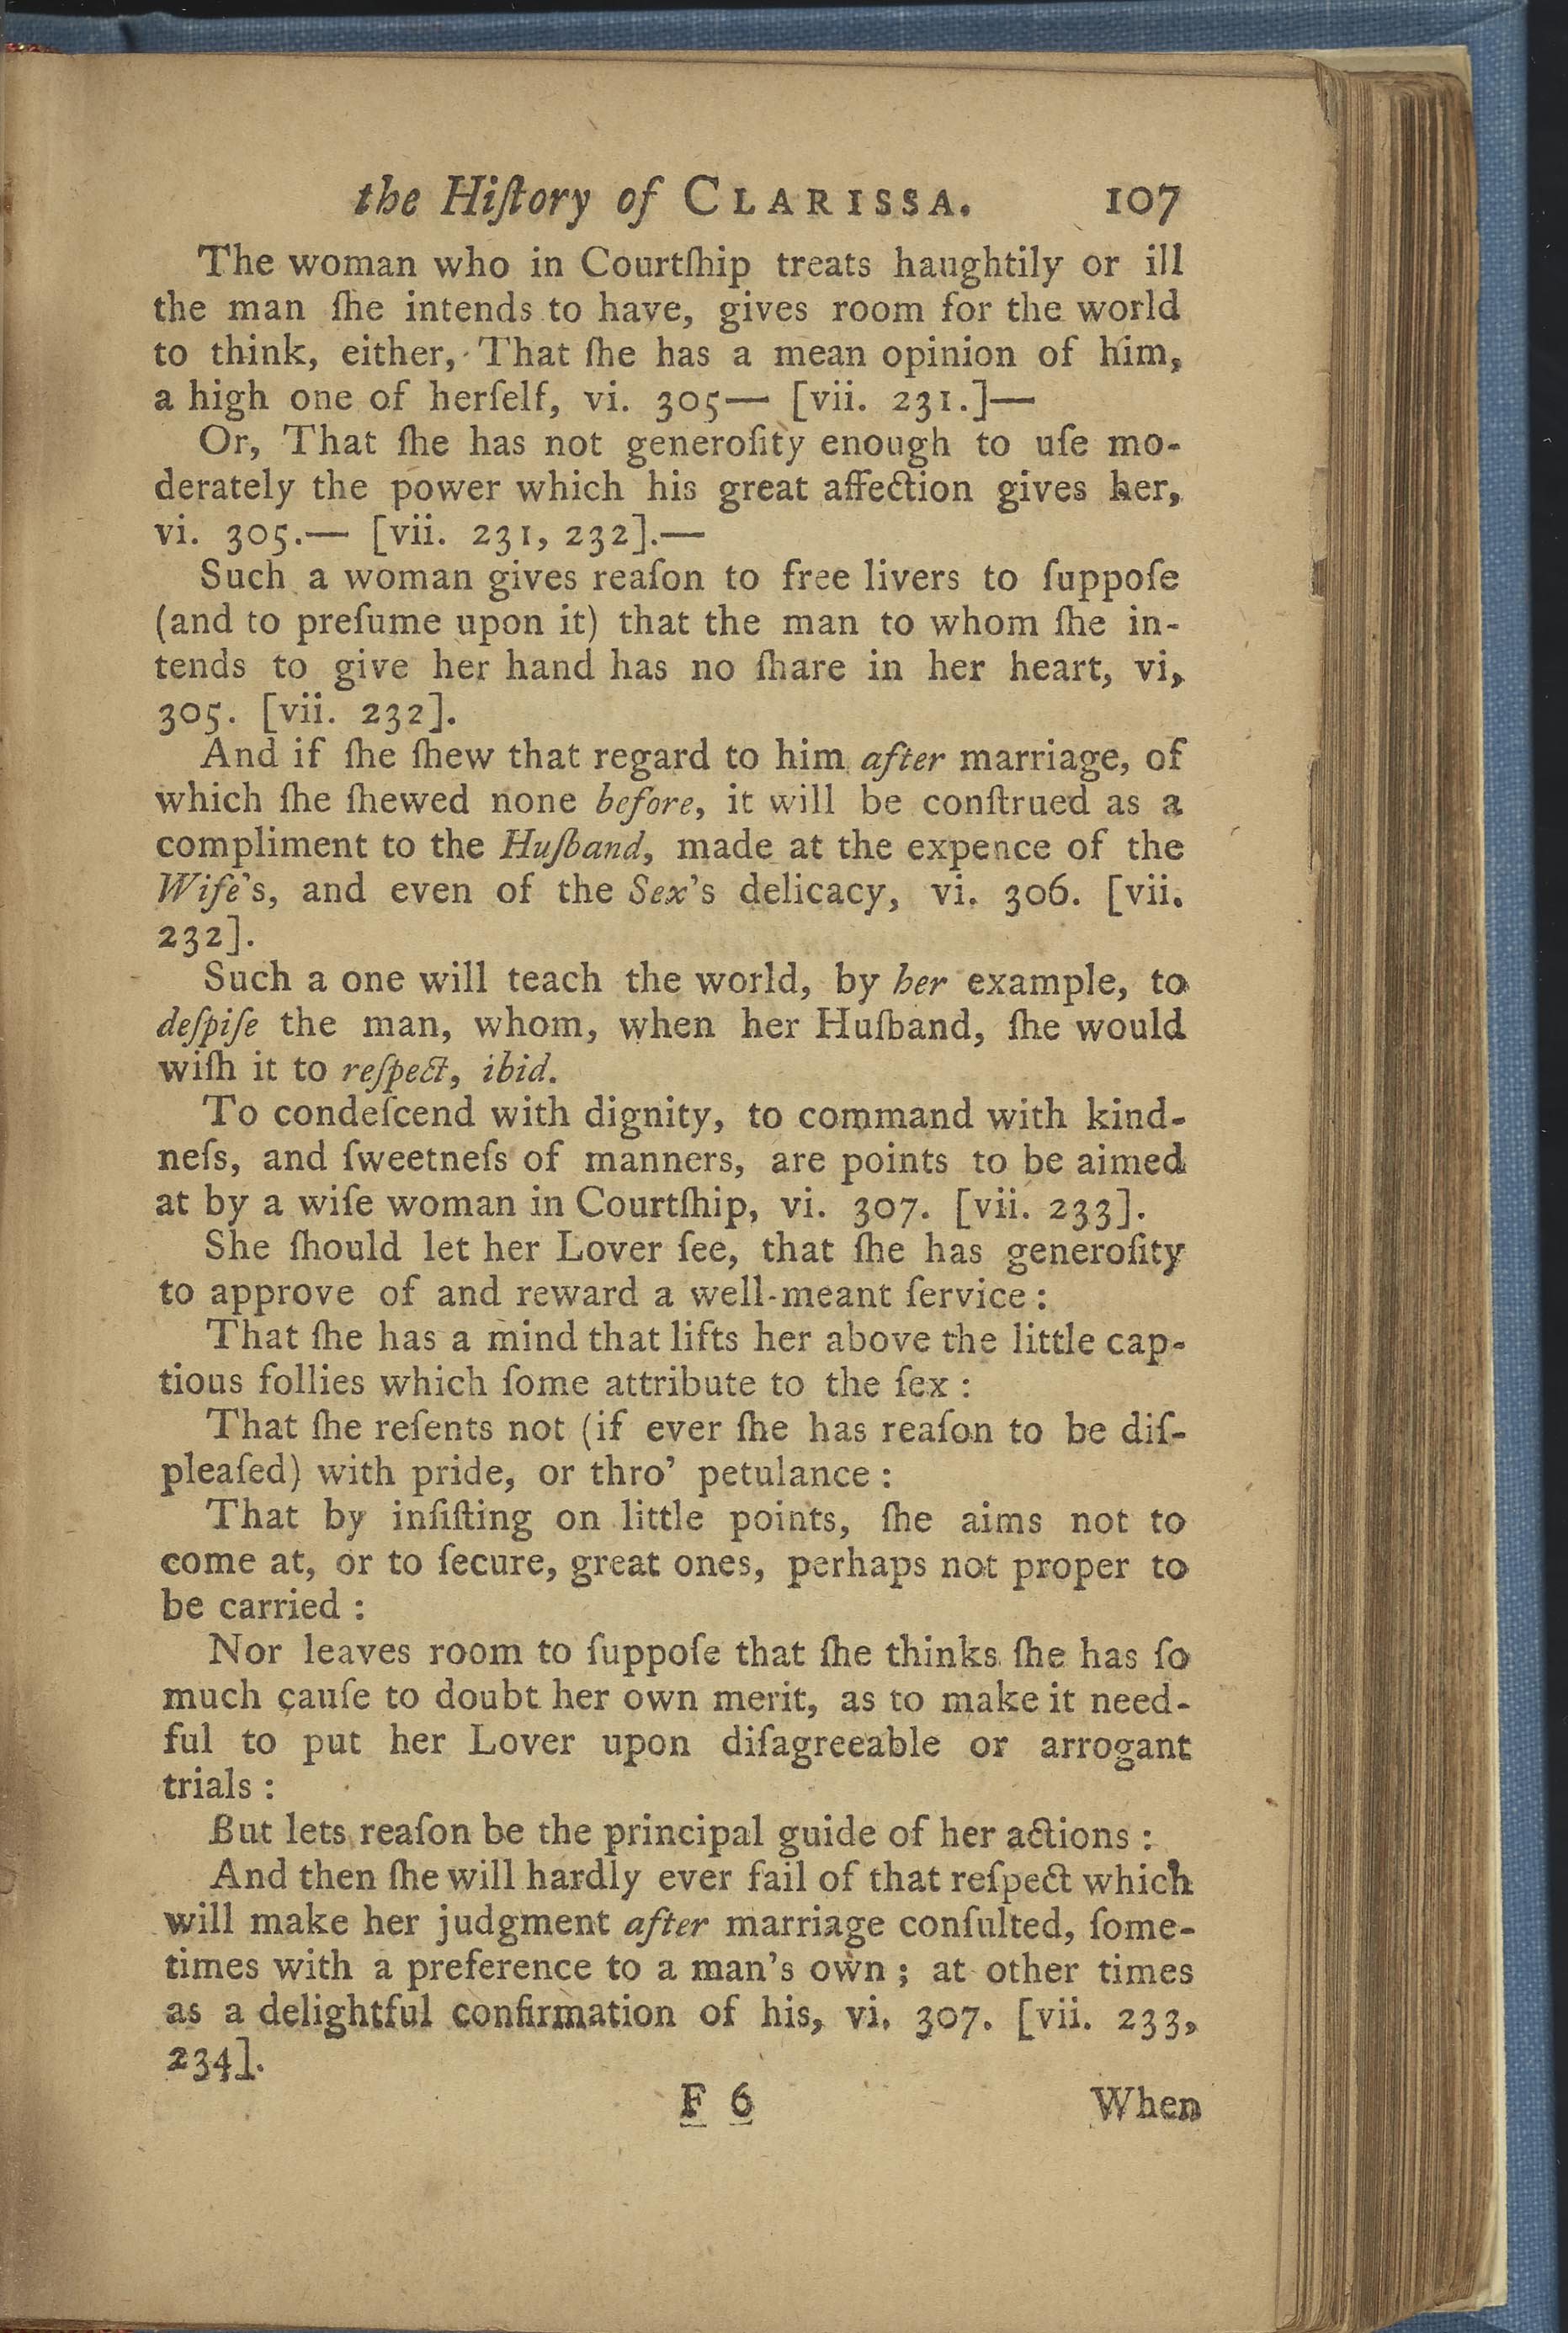 the Hiſtory of CLARISSA. 107
The woman who in Courtſhip treats haughtily or ill
the man ſhe intends to have, gives room for the world
to think, either, That ſhe has a mean opinion of him,
a high one of herſelf, vi. 305— [vii. 231.]—
Or, That ſhe has not generoſity enough to uſe mo-
derately the power which his great affection gives her,
vi. 305.— [vii. 231, 232].—
Such a woman gives reaſon to free livers to ſuppoſe
(and to preſume upon it) that the man to whom ſhe in-
tends to give her hand has no ſhare in her heart, vi,
305. [vii. 232].
And if ſhe ſhew that regard to him after marriage, of
which ſhe ſhewed none before, it will be conſtrued as a
compliment to the Huſband, made at the expence of the
Wife's, and even of the Sex's delicacy, vi. 306. [vii.
232].
Such a one will teach the world, by her example, to
deſpiſe the man, whom, when her Huſband, ſhe would
wiſh it to reſpect, ibid.
To condeſcend with dignity, to command with kind-
neſs, and ſweetneſs of manners, are points to be aimed
at by a wiſe woman in Courtſhip, vi. 307. [vii. 233].
She ſhould let her Lover ſee, that ſhe has generoſity
to approve of and reward a well-meant ſervice:
That ſhe has a mind that lifts her above the little cap-
tious follies which ſome attribute to the ſex:
That ſhe reſents not (if ever ſhe has reaſon to be diſ-
pleaſed) with pride, or thro' petulance:
That by inſiſting on little points, ſhe aims not to
come at, or to ſecure, great ones, perhaps not proper to
be carried:
Nor leaves room to ſuppoſe that ſhe thinks ſhe has ſo
much cauſe to doubt her own merit, as to make it need-
ful to put her Lover upon diſagreeable or arrogant
trials:
But lets reaſon be the principal guide of her actions:
And then ſhe will hardly ever fail of that reſpect which
will make her judgment after marriage conſulted, ſome-
times with a preference to a man's own; at other times
as a delightful confirmation of his, vi. 307. [vii. 233,
234].
F 6 When